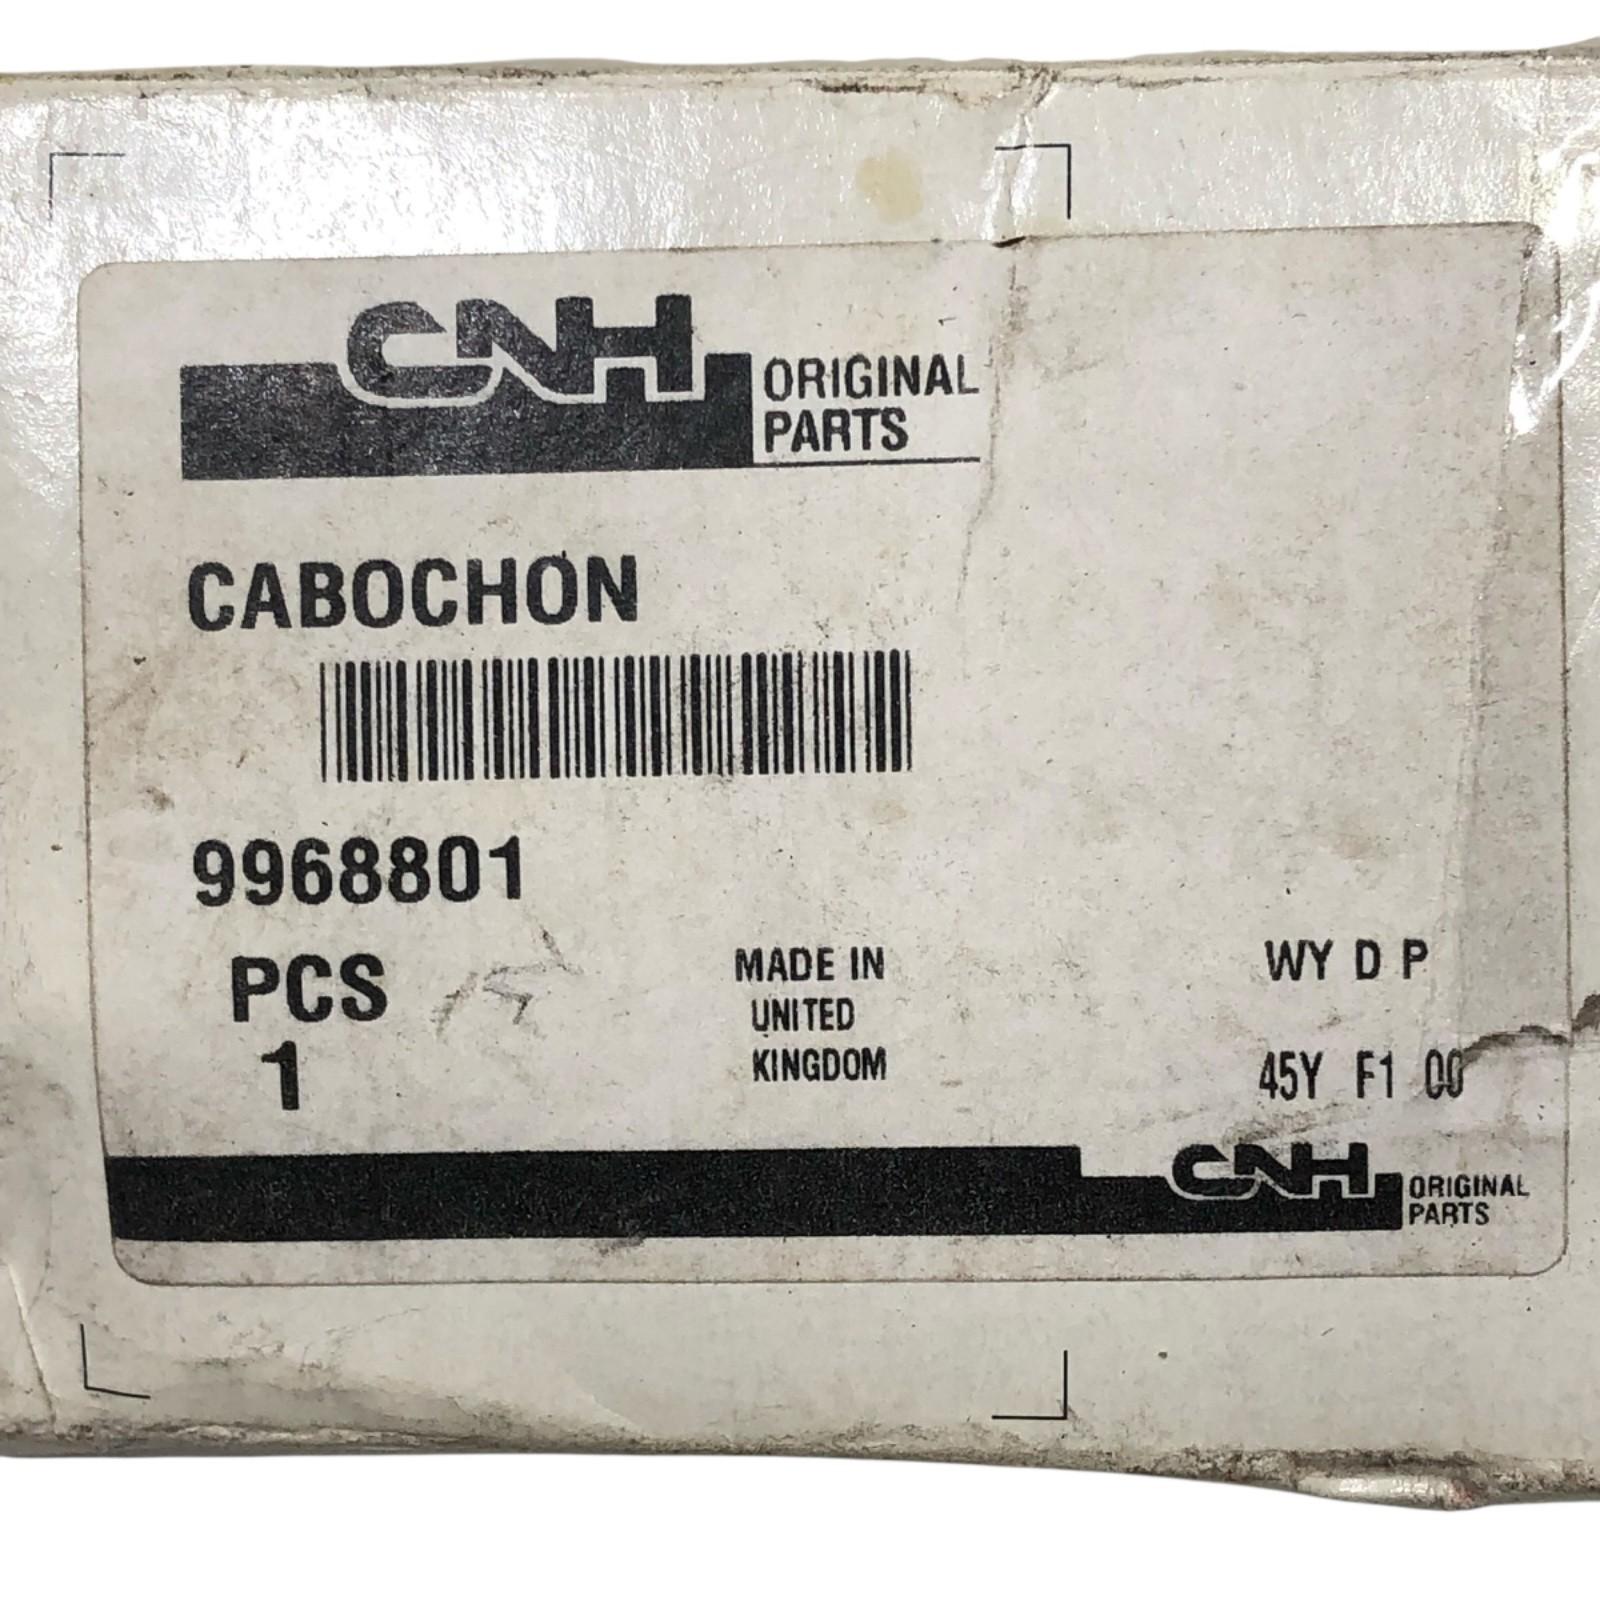 CNH ORIGINAL
PARTS
CABOCHON
9968801
PCS
1
MADE IN
UNITED
KINGDOM
WY D P
45Y F1 00
CNH ORIGINAL
PARTS